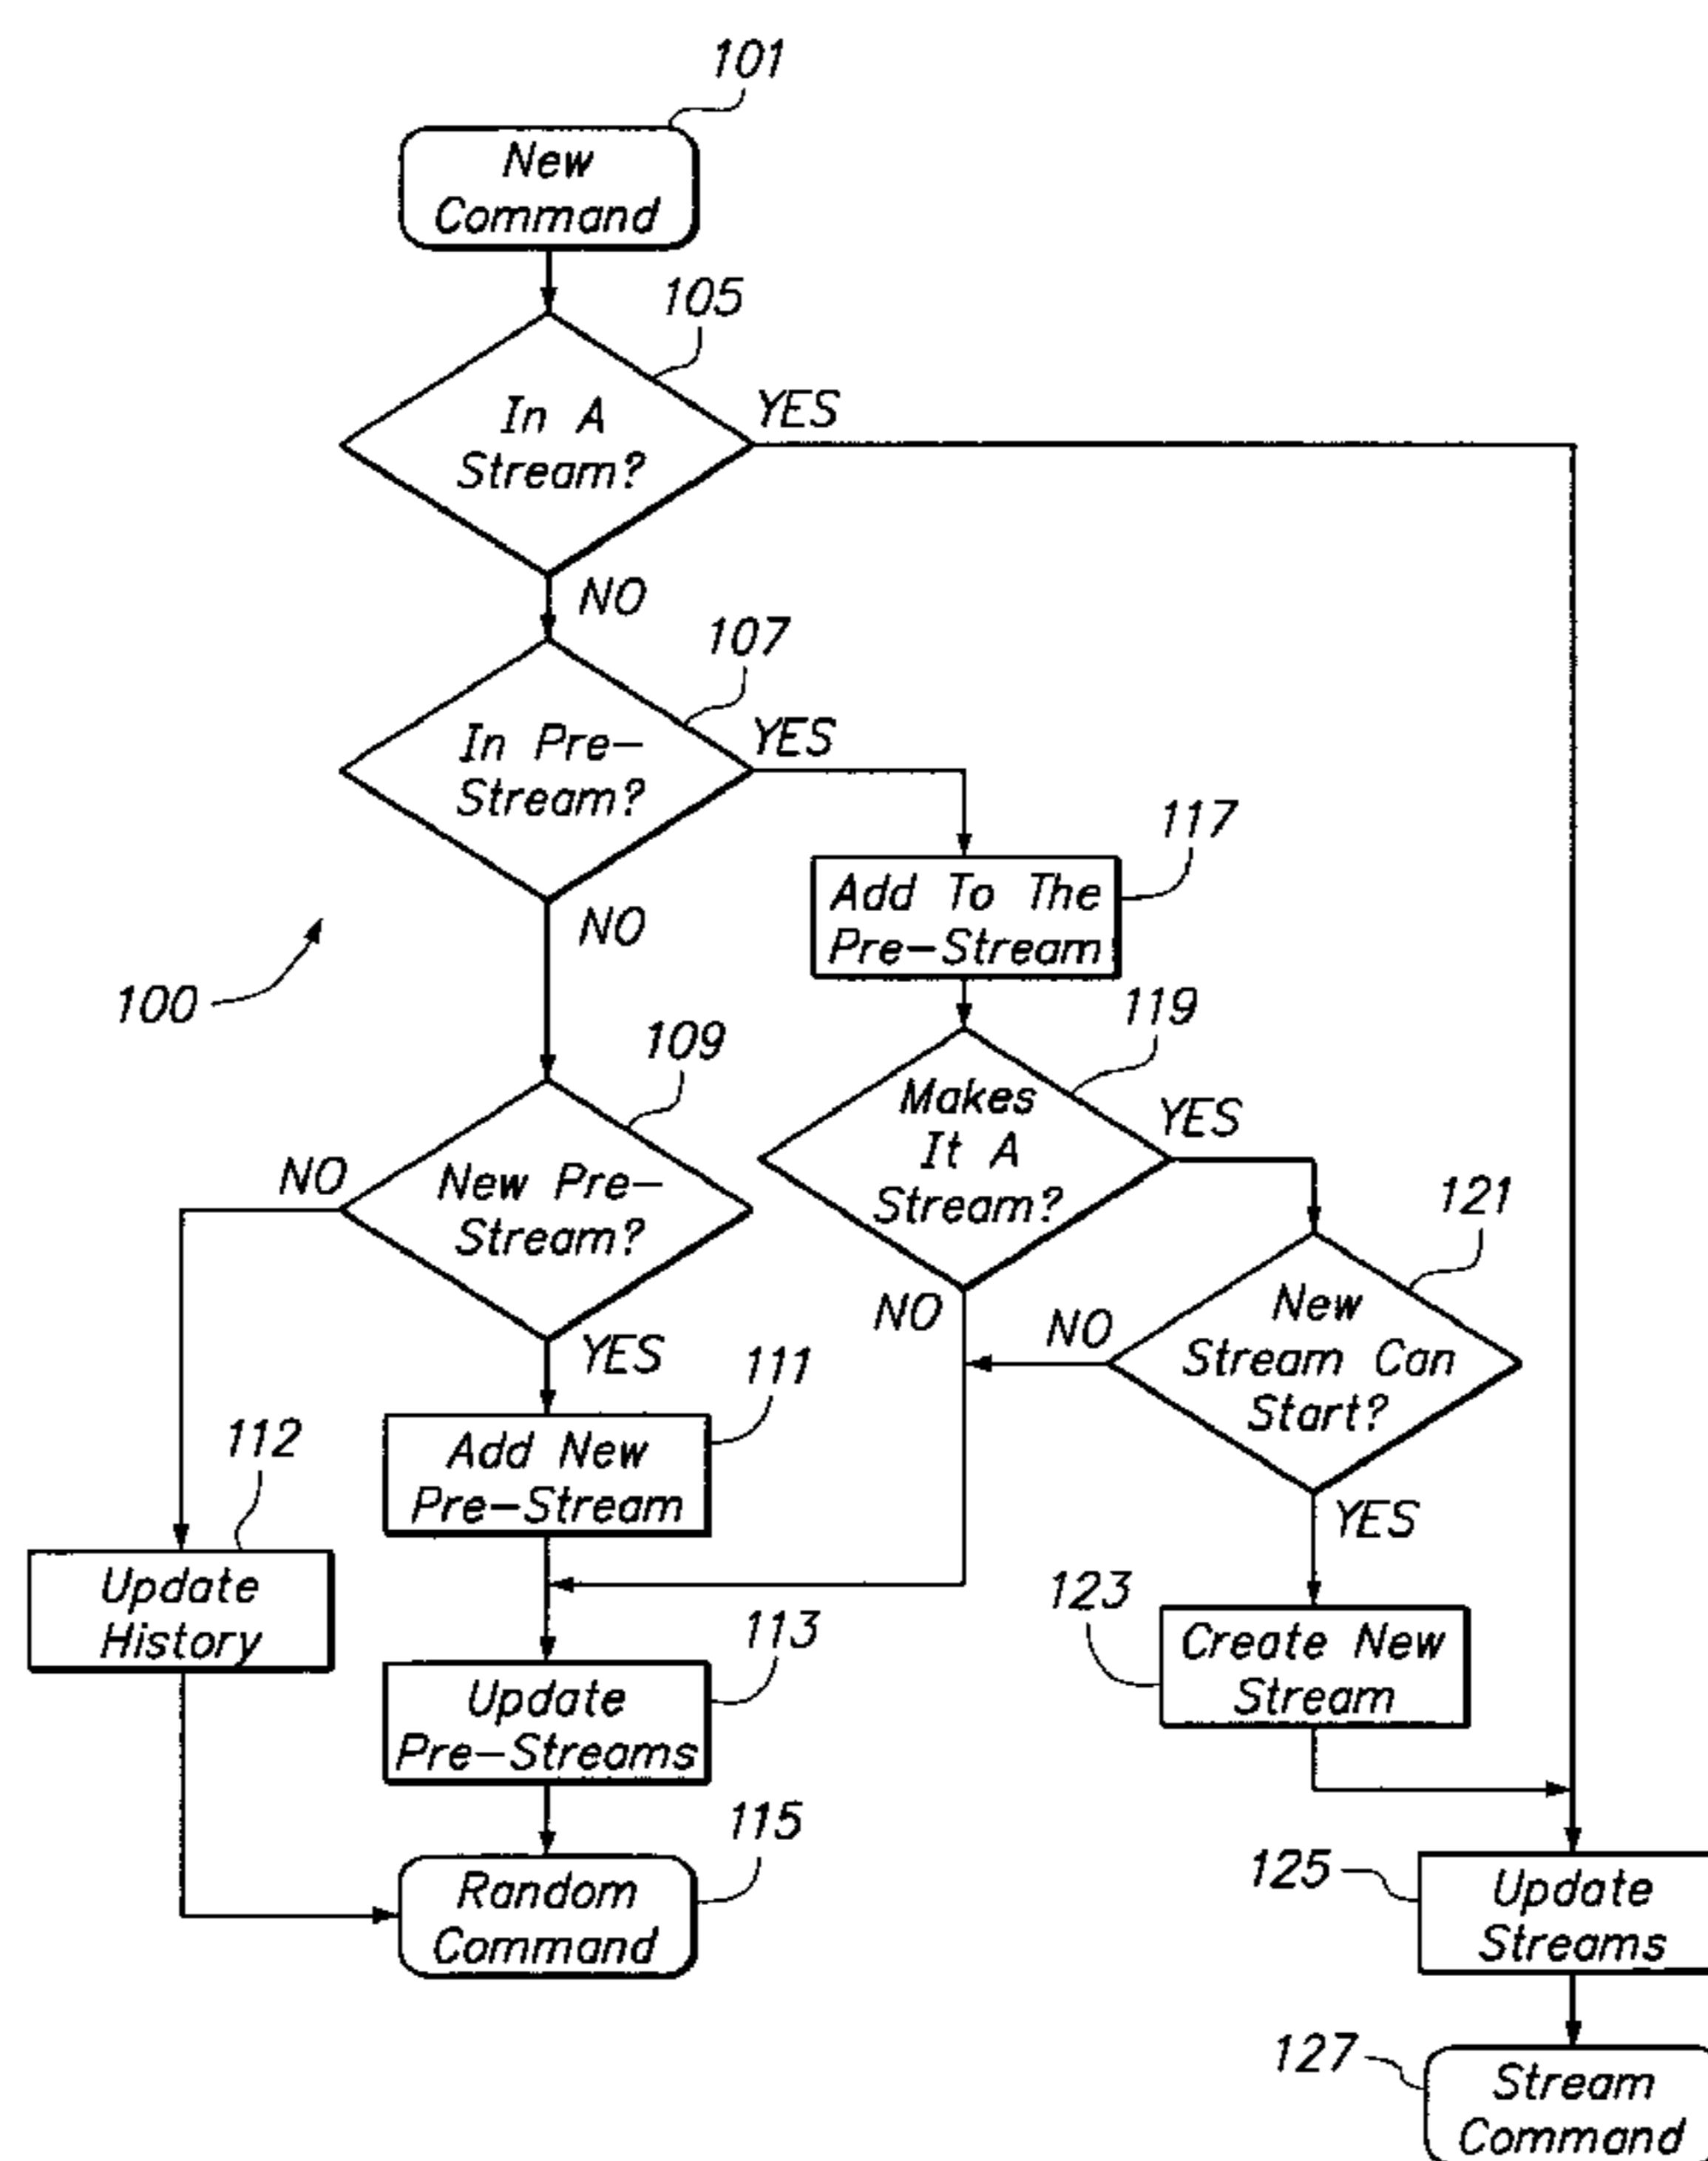 101
New
Command
105
In A
Stream?
YES
NO
107
In Pre-
Stream?
YES
NO
117
Add To The
Pre-Stream
100
119
Makes
It A
Stream?
YES
NO
109
New Pre-
Stream?
NO
YES
121
New
Stream Can
Start?
NO
YES
111
Add New
Pre-Stream
112
Update
History
123
Create New
Stream
113
Update
Pre-Streams
115
Random
Command
125
Update
Streams
127
Stream
Command